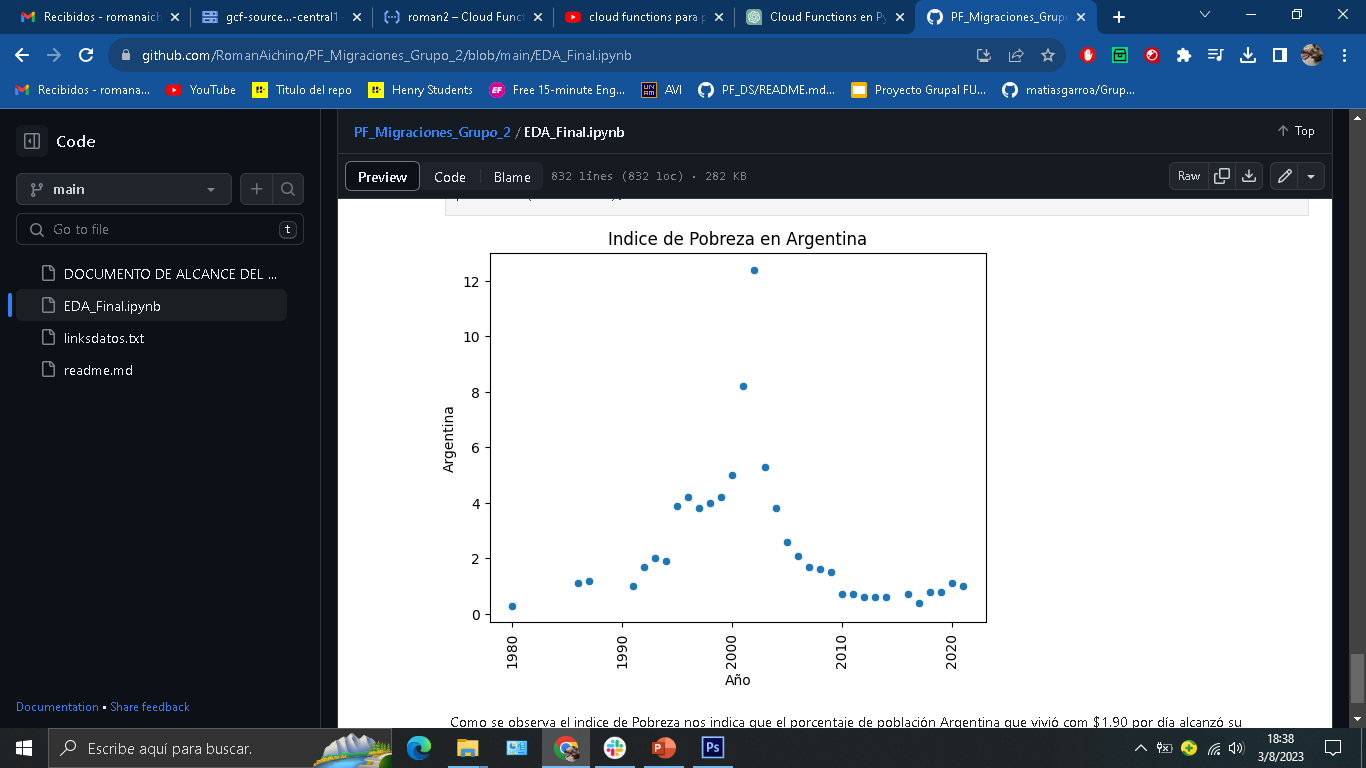 Recibidos - romanaich
gcf-source...-central1 -
roman2 – Cloud Func
cloud functions para p
Cloud Functions en Py
PF_Migraciones_Grupo
github.com/RomanAichino/PF_Migraciones_Grupo_2/blob/main/EDA_Final.ipynb
Recibidos - romana...
YouTube
Titulo del repo
Henry Students
EF
Free 15-minute Eng...
AVI
PF_DS/README.md...
Proyecto Grupal FU...
matiasgarroa/Grup...
Code
PF_Migraciones_Grupo_2 / EDA_Final.ipynb
Top
main
Preview
Code
Blame
832 lines (832 loc) · 282 KB
Raw
Go to file
t
DOCUMENTO DE ALCANCE DEL ...
EDA_Final.ipynb
linksdatos.txt
readme.md
Indice de Pobreza en Argentina
12
10
8
6
4
2
0
Argentina
1980
1990
2000
2010
2020
Año
Documentation • Share feedback
Como se observa el indice de Pobreza nos indica que el porcentaje de población Argentina que vivió com $1.90 por día alcanzó su
Escribe aquí para buscar.
Ps
18:38
3/8/2023